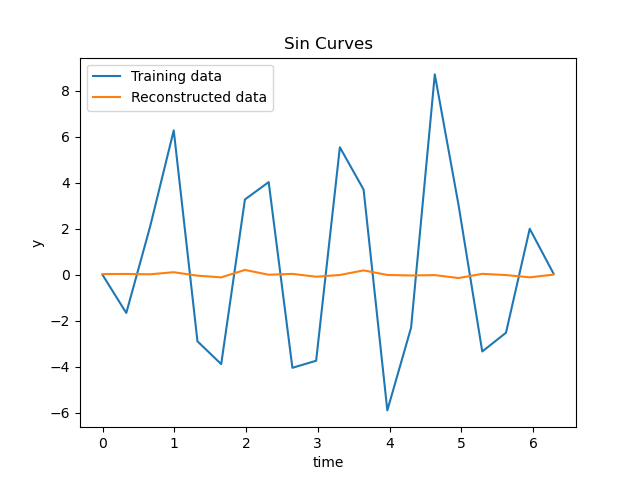 Sin Curves
Training data
Reconstructed data
8
6
4
2
0
−2
−4
−6
y
0 1 2 3 4 5 6
time